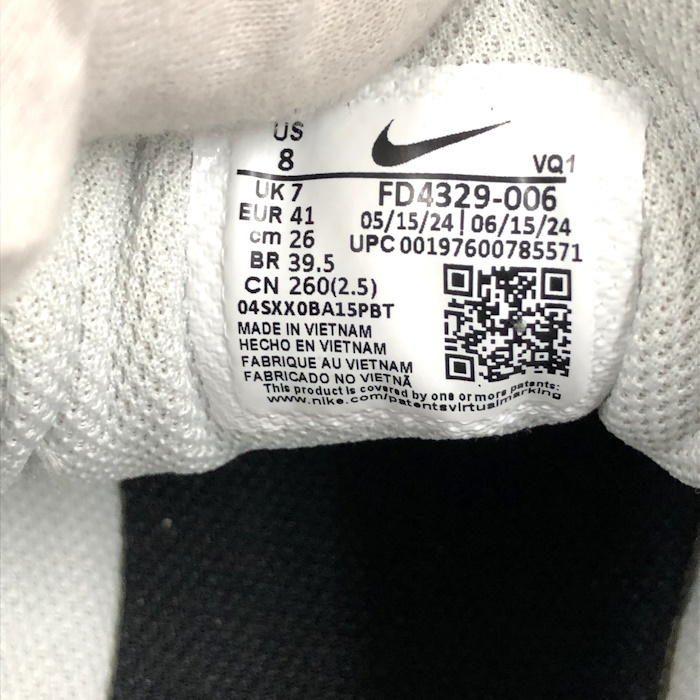 US
8
VQ1
UK 7
FD4329-006
EUR 41
05/15/24 | 06/15/24
cm 26
UPC 00197600785571
BR 39.5
CN 260(2.5)
04SXX0BA15PBT
MADE IN VIETNAM
HECHO EN VIETNAM
FABRIQUE AU VIETNAM
FABRICADO NO VIETNÃ
This product is covered by one or more patents:
www.nike.com/patentsvirtualmarking